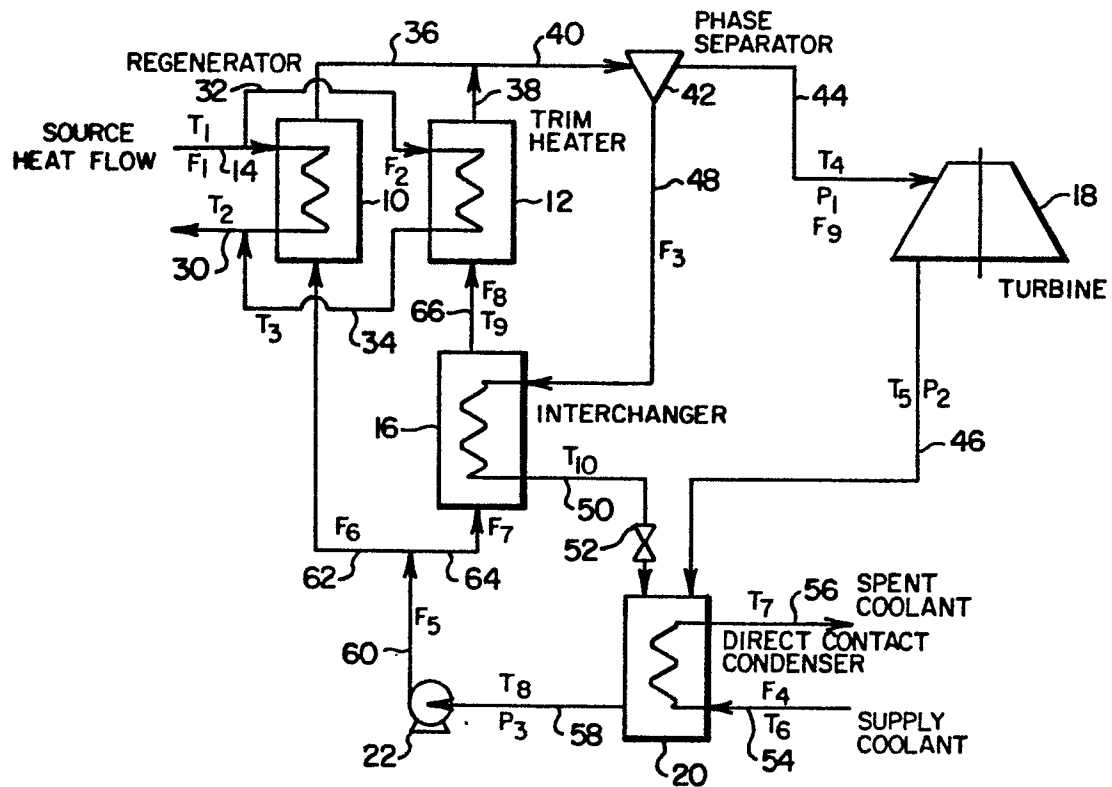 PHASE
SEPARATOR
36
40
REGENERATOR
32
38
42
44
SOURCE
HEAT FLOW
T1
F1
14
TRIM
HEATER
F2
48
T4
P1
F9
18
T2
10
12
30
F3
TURBINE
T3
34
66
F8
T9
16
INTERCHANGER
T5
P2
46
T10
50
F6
F7
52
62
64
T7
56
SPENT
COOLANT
F5
DIRECT CONTACT
CONDENSER
60
T8
P3
58
F4
T6
54
SUPPLY
COOLANT
22
20